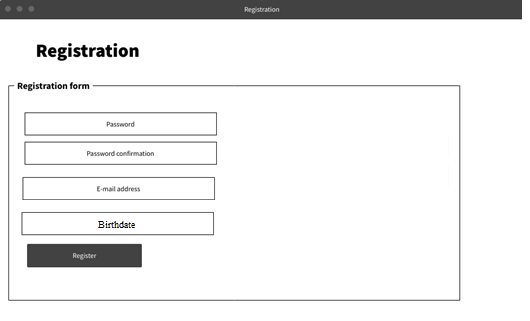 Registration
Registration
Registration form
Password
Password confirmation
E-mail address
Birthdate
Register